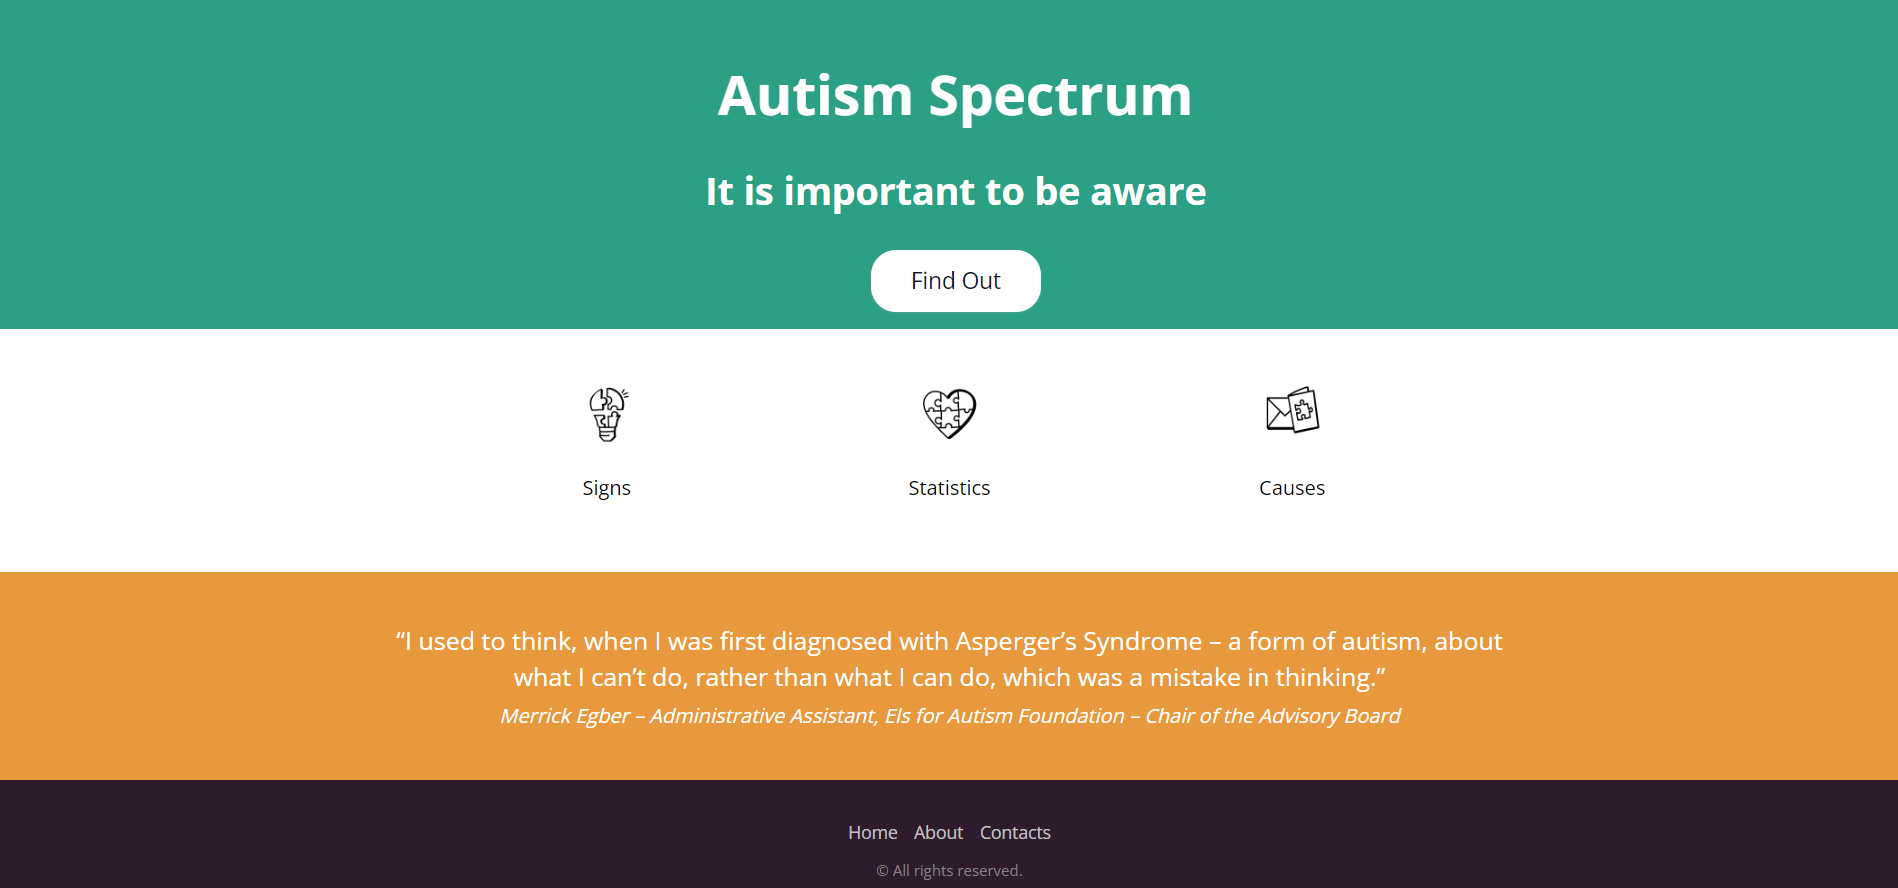 Autism Spectrum
It is important to be aware
Find Out
Signs
Statistics
Causes
“I used to think, when I was first diagnosed with Asperger’s Syndrome – a form of autism, about
what I can’t do, rather than what I can do, which was a mistake in thinking.”
Merrick Egber – Administrative Assistant, Els for Autism Foundation – Chair of the Advisory Board
Home About Contacts
© All rights reserved.